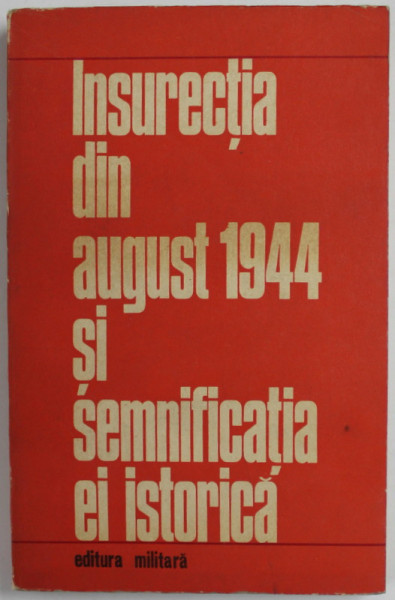 Insurecția
din
august 1944
și
semnificația
ei istorică
editura militară